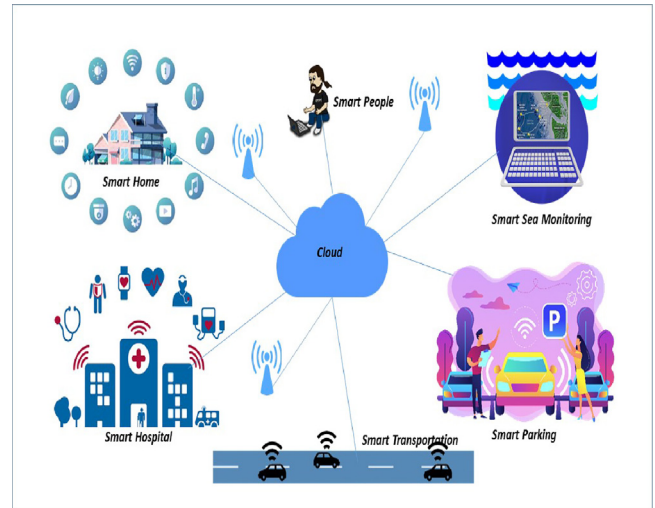 Smart People
Smart Home
Smart Sea Monitoring
Cloud
P
Smart Hospital
Smart Transportation
Smart Parking